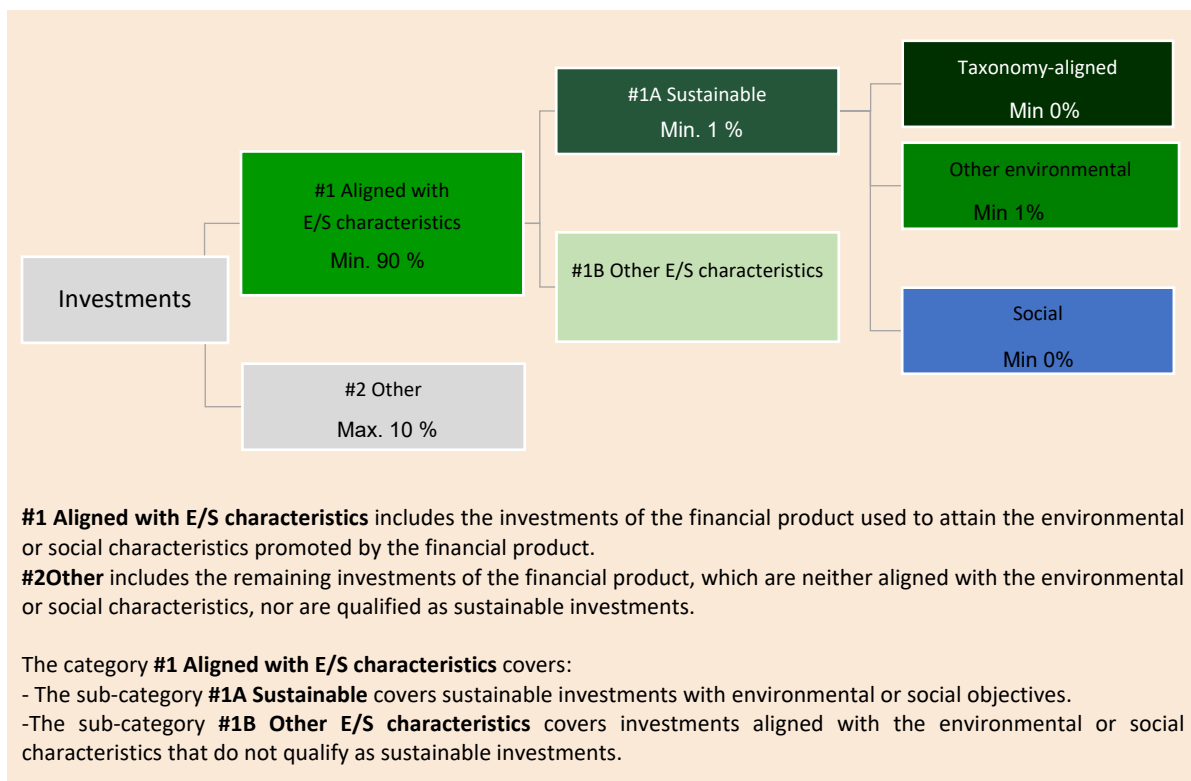 Taxonomy-aligned
Min 0%
#1A Sustainable
Min. 1 %
Other environmental
Min 1%
#1 Aligned with
E/S characteristics
Min. 90 %
#1B Other E/S characteristics
Investments
Social
Min 0%
#2 Other
Max. 10 %
#1 Aligned with E/S characteristics includes the investments of the financial product used to attain the environmental
or social characteristics promoted by the financial product.
#2Other includes the remaining investments of the financial product, which are neither aligned with the environmental
or social characteristics, nor are qualified as sustainable investments.
The category #1 Aligned with E/S characteristics covers:
- The sub-category #1A Sustainable covers sustainable investments with environmental or social objectives.
-The sub-category #1B Other E/S characteristics covers investments aligned with the environmental or social
characteristics that do not qualify as sustainable investments.